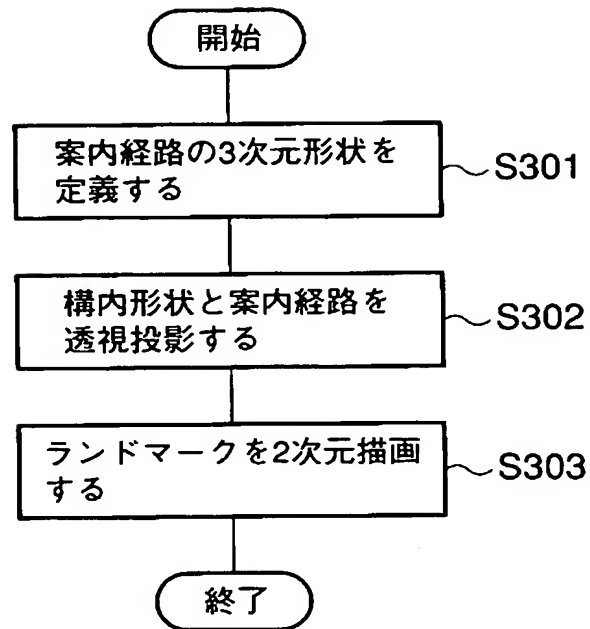 開始
案内経路の3次元形状を
定義する
S301
構内形状と案内経路を
透視投影する
S302
ランドマークを2次元描画
する
S303
終了